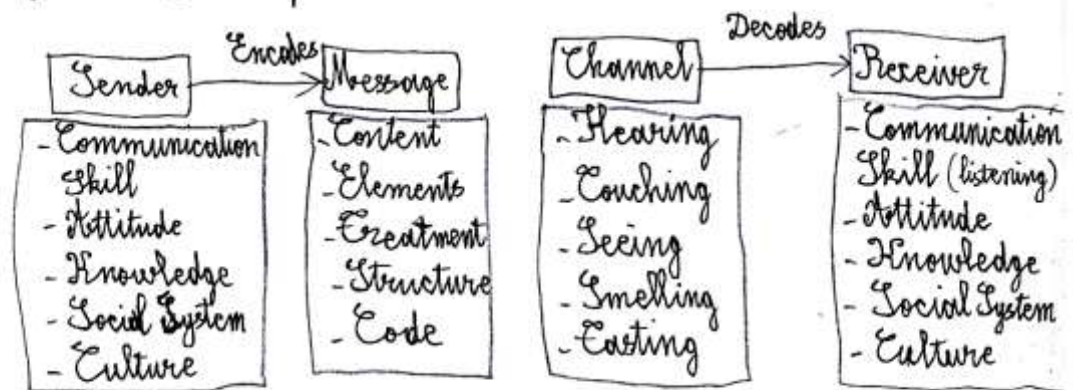 Encodes
Decodes
Sender
Message
Channel
Receiver
- Communication
Skill
- Attitude
- Knowledge
- Social System
- Culture
- Content
- Elements
- Treatment
- Structure
- Code
- Hearing
- Touching
- Seeing
- Smelling
- Tasting
- Communication
Skill (listening)
- Attitude
- Knowledge
- Social System
- Culture